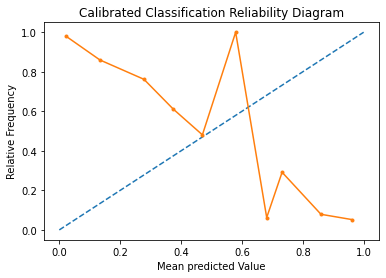 Calibrated Classification Reliability Diagram
1.0
0.8
0.6
0.4
0.2
0.0
Relative Frequency
0.0 0.2 0.4 0.6 0.8 1.0
Mean predicted Value